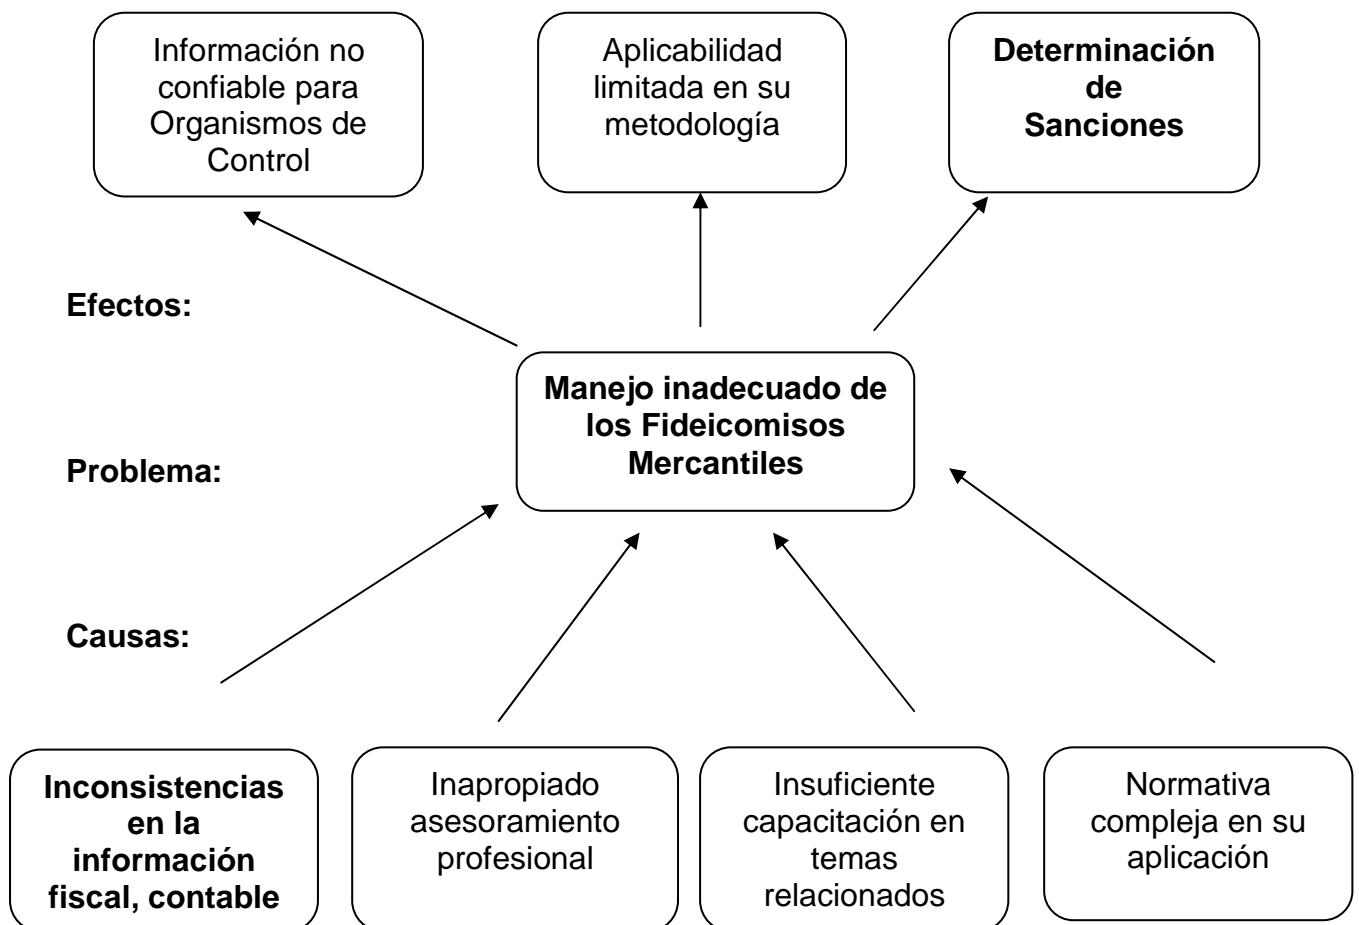 Información no
confiable para
Organismos de
Control
Aplicabilidad
limitada en su
metodología
Determinación
de
Sanciones
Efectos:
Manejo inadecuado de
los Fideicomisos
Mercantiles
Problema:
Causas:
Inconsistencias
en la
información
fiscal, contable
Inapropiado
asesoramiento
profesional
Insuficiente
capacitación en
temas
relacionados
Normativa
compleja en su
aplicación